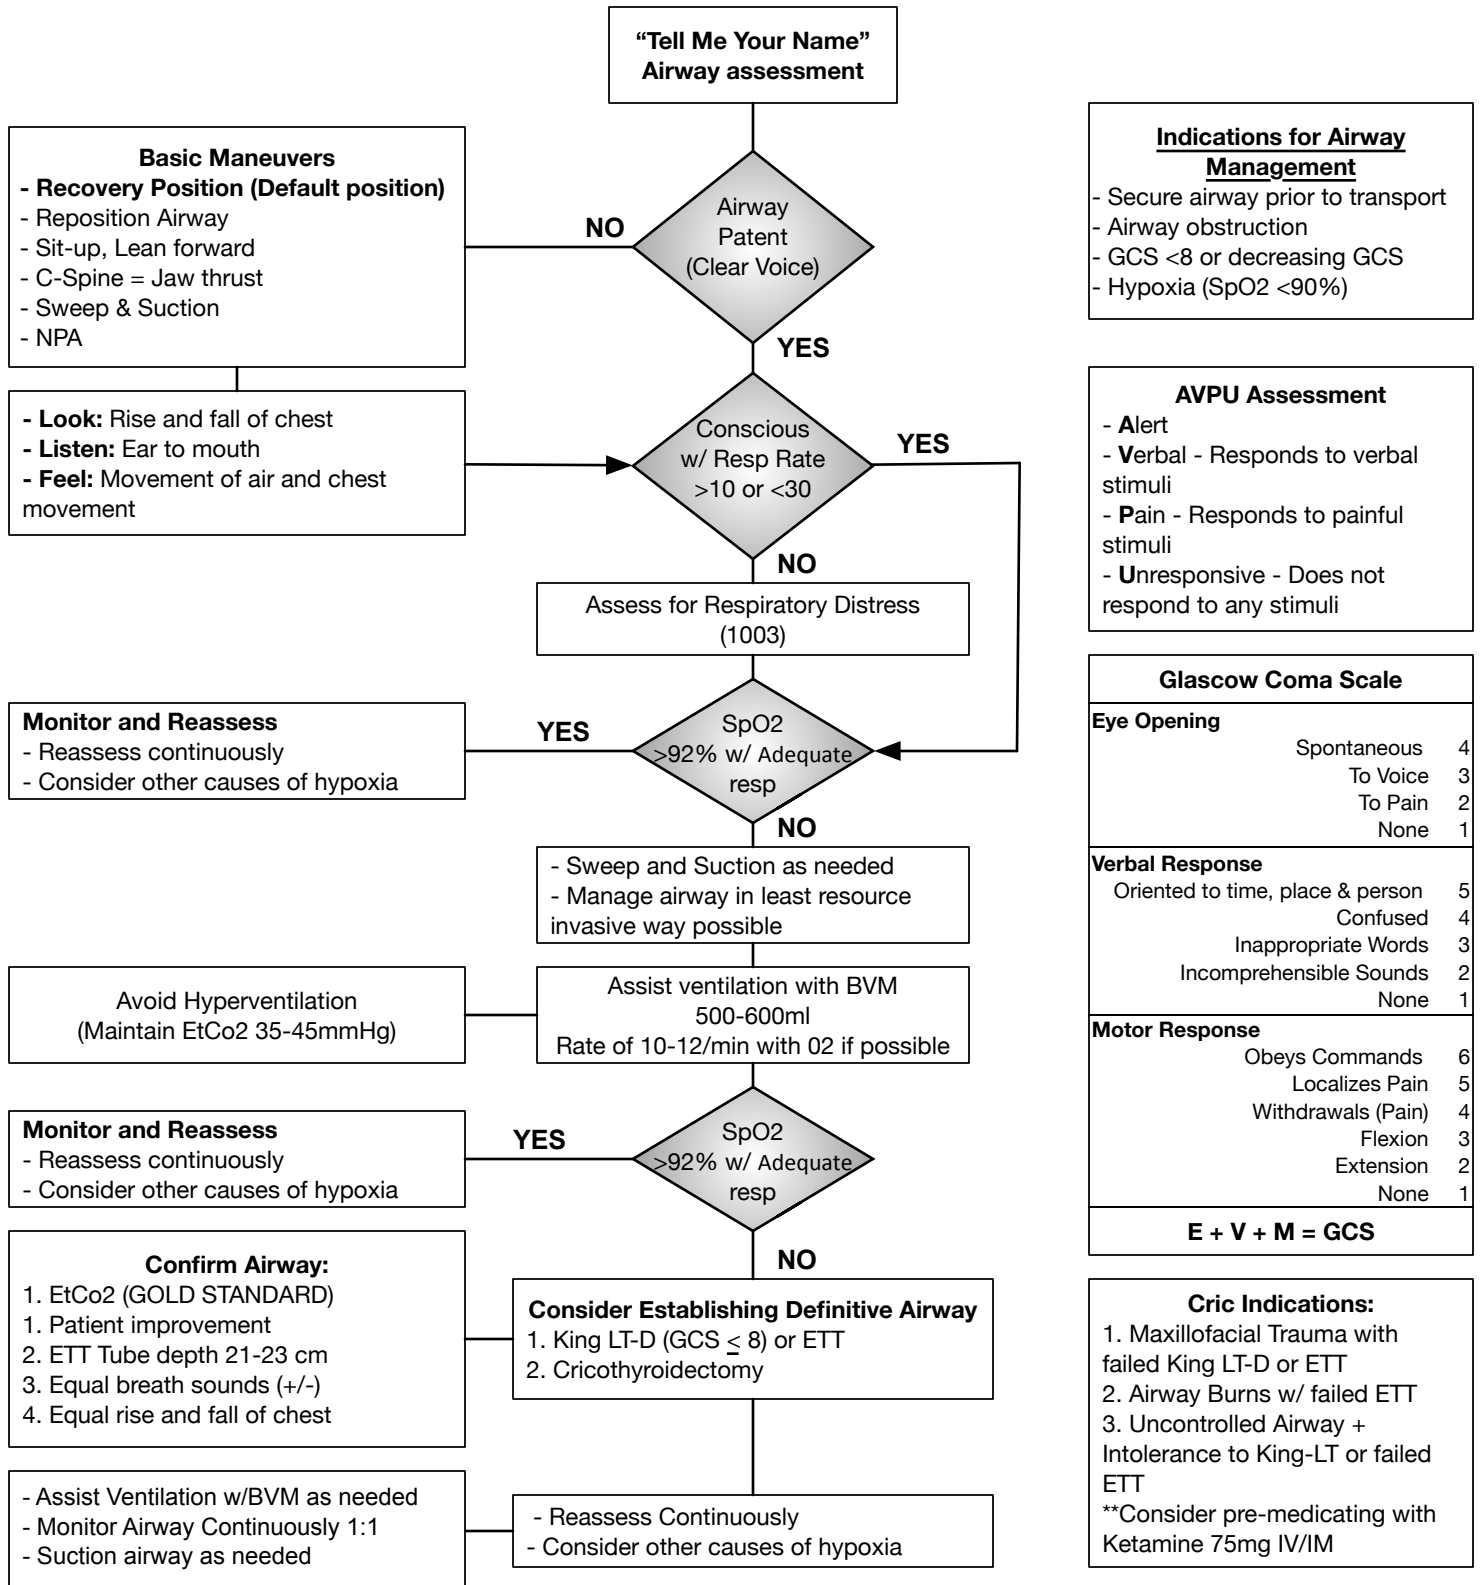 “Tell Me Your Name”
Airway assessment
Basic Maneuvers
- Recovery Position (Default position)
- Reposition Airway
- Sit-up, Lean forward
- C-Spine = Jaw thrust
- Sweep & Suction
- NPA
NO
Airway
Patent
(Clear Voice)
YES
- Look: Rise and fall of chest
- Listen: Ear to mouth
- Feel: Movement of air and chest
movement
Conscious
w/ Resp Rate
>10 or <30
YES
NO
Assess for Respiratory Distress
(1003)
Monitor and Reassess
- Reassess continuously
- Consider other causes of hypoxia
YES
SpO2
>92% w/ Adequate
resp
NO
- Sweep and Suction as needed
- Manage airway in least resource
invasive way possible
Avoid Hyperventilation
(Maintain EtCo2 35-45mmHg)
Assist ventilation with BVM
500-600ml
Rate of 10-12/min with 02 if possible
Monitor and Reassess
- Reassess continuously
- Consider other causes of hypoxia
YES
SpO2
>92% w/ Adequate
resp
NO
Confirm Airway:
1. EtCo2 (GOLD STANDARD)
1. Patient improvement
2. ETT Tube depth 21-23 cm
3. Equal breath sounds (+/-)
4. Equal rise and fall of chest
Consider Establishing Definitive Airway
1. King LT-D (GCS ≤ 8) or ETT
2. Cricothyroidectomy
- Assist Ventilation w/BVM as needed
- Monitor Airway Continuously 1:1
- Suction airway as needed
- Reassess Continuously
- Consider other causes of hypoxia
Indications for Airway
Management
- Secure airway prior to transport
- Airway obstruction
- GCS <8 or decreasing GCS
- Hypoxia (SpO2 <90%)
AVPU Assessment
- Alert
- Verbal - Responds to verbal
stimuli
- Pain - Responds to painful
stimuli
- Unresponsive - Does not
respond to any stimuli
Glascow Coma Scale
Eye Opening
Spontaneous 4
To Voice 3
To Pain 2
None 1
Verbal Response
Oriented to time, place & person 5
Confused 4
Inappropriate Words 3
Incomprehensible Sounds 2
None 1
Motor Response
Obeys Commands 6
Localizes Pain 5
Withdrawals (Pain) 4
Flexion 3
Extension 2
None 1
E + V + M = GCS
Cric Indications:
1. Maxillofacial Trauma with
failed King LT-D or ETT
2. Airway Burns w/ failed ETT
3. Uncontrolled Airway +
Intolerance to King-LT or failed
ETT
**Consider pre-medicating with
Ketamine 75mg IV/IM